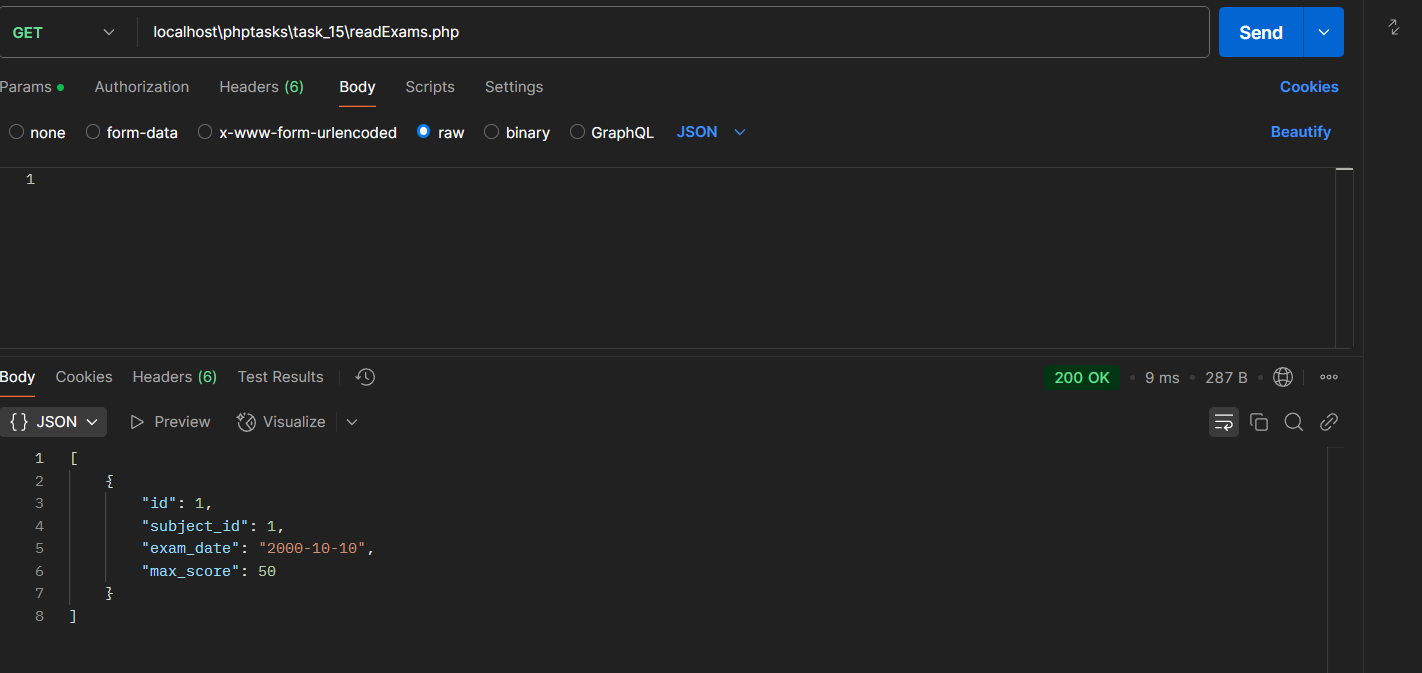 GET localhost\phptasks\task_15\readExams.php Send
Params Authorization Headers (6) Body Scripts Settings Cookies
none form-data x-www-form-urlencoded raw binary GraphQL JSON Beautify
1
Body Cookies Headers (6) Test Results 200 OK 9 ms 287 B
{} JSON Preview Visualize
1 [
2 {
3 "id": 1,
4 "subject_id": 1,
5 "exam_date": "2000-10-10",
6 "max_score": 50
7 }
8 ]